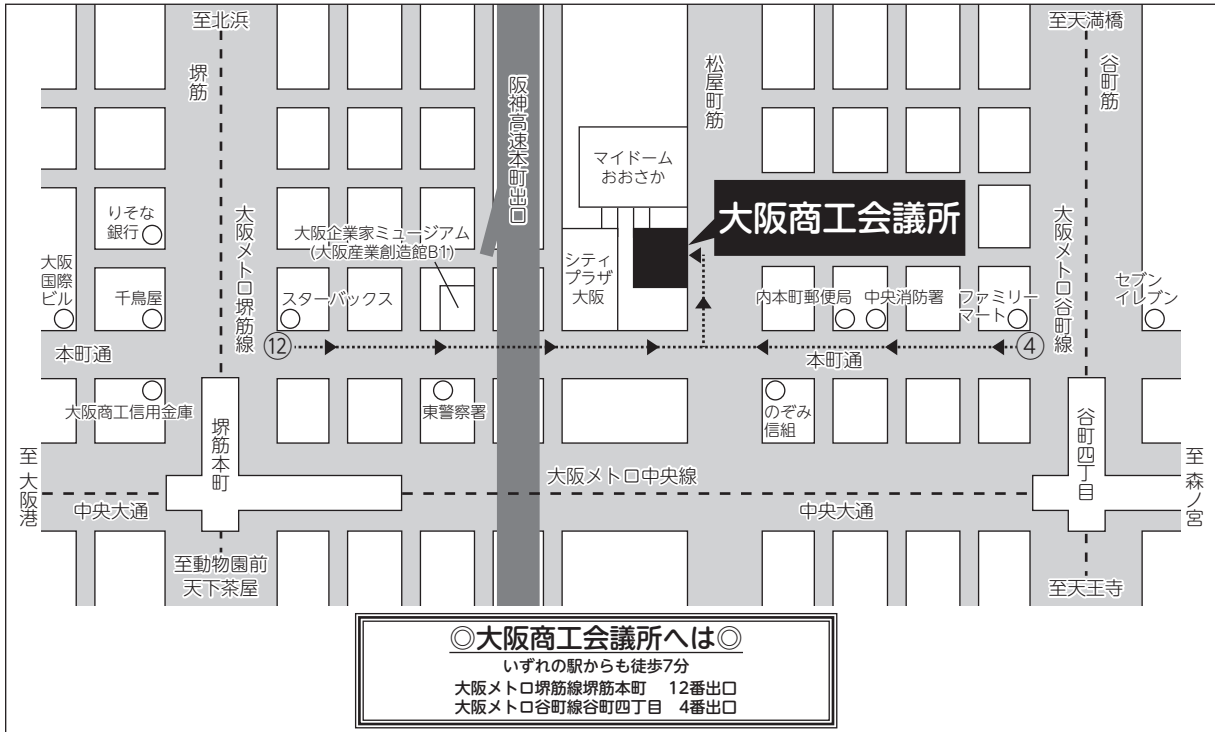 至北浜
至天満橋
堺筋
阪神高速本町出口
松屋町筋
谷町筋
マイドーム
おおさか
大阪商工会議所
りそな
銀行
大阪メトロ堺筋線
大阪企業家ミュージアム
(大阪産業創造館B1)
シティ
プラザ
大阪
大阪メトロ谷町線
大阪
国際
ビル
千鳥屋
スターバックス
内本町郵便局
中央消防署
ファミリー
マート
セブン
イレブン
本町通
⑫
④
本町通
大阪商工信用金庫
東警察署
のぞみ
信組
堺筋本町
谷町四丁目
至 大阪港
大阪メトロ中央線
至 森ノ宮
中央大通
中央大通
至動物園前
天下茶屋
至天王寺
◎大阪商工会議所へは◎
いずれの駅からも徒歩7分
大阪メトロ堺筋線堺筋本町 12番出口
大阪メトロ谷町線谷町四丁目 4番出口